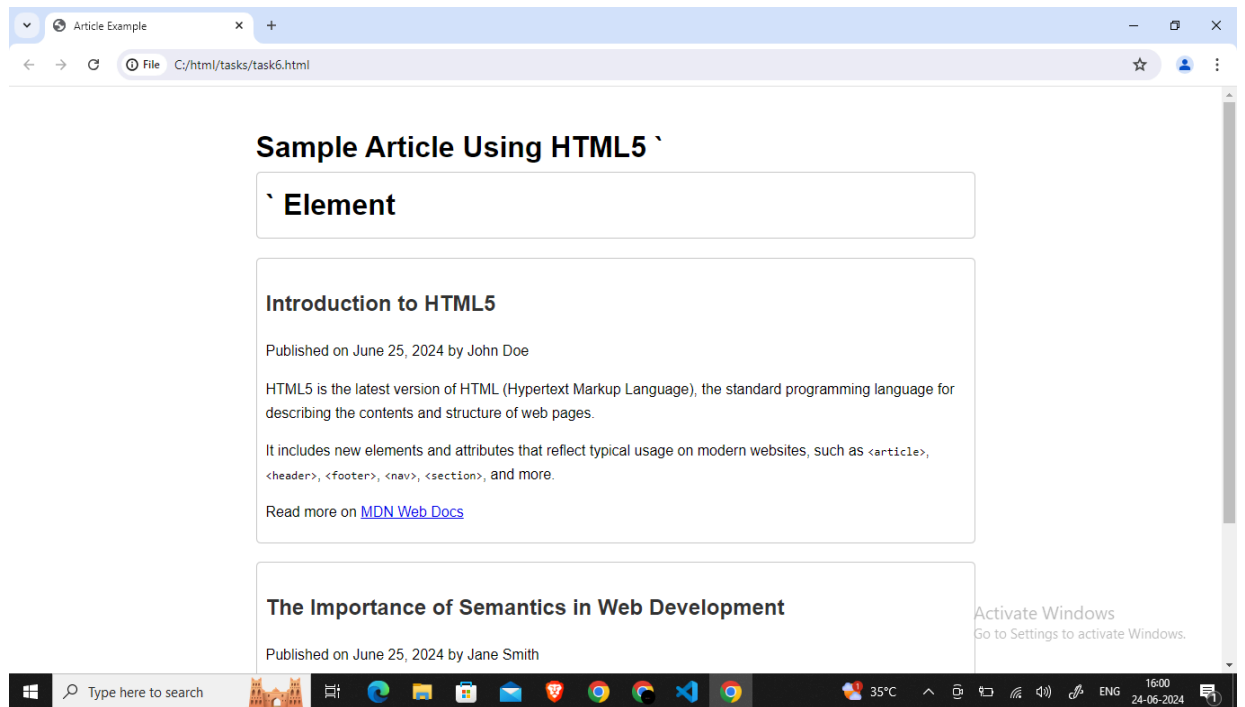 Article Example
File C:/html/tasks/task6.html
Sample Article Using HTML5 `
` Element
Introduction to HTML5
Published on June 25, 2024 by John Doe
HTML5 is the latest version of HTML (Hypertext Markup Language), the standard programming language for
describing the contents and structure of web pages.
It includes new elements and attributes that reflect typical usage on modern websites, such as <article>,
<header>, <footer>, <nav>, <section>, and more.
Read more on MDN Web Docs
The Importance of Semantics in Web Development
Published on June 25, 2024 by Jane Smith
Activate Windows
Go to Settings to activate Windows.
Type here to search
35°C
ENG
16:00
24-06-2024
1